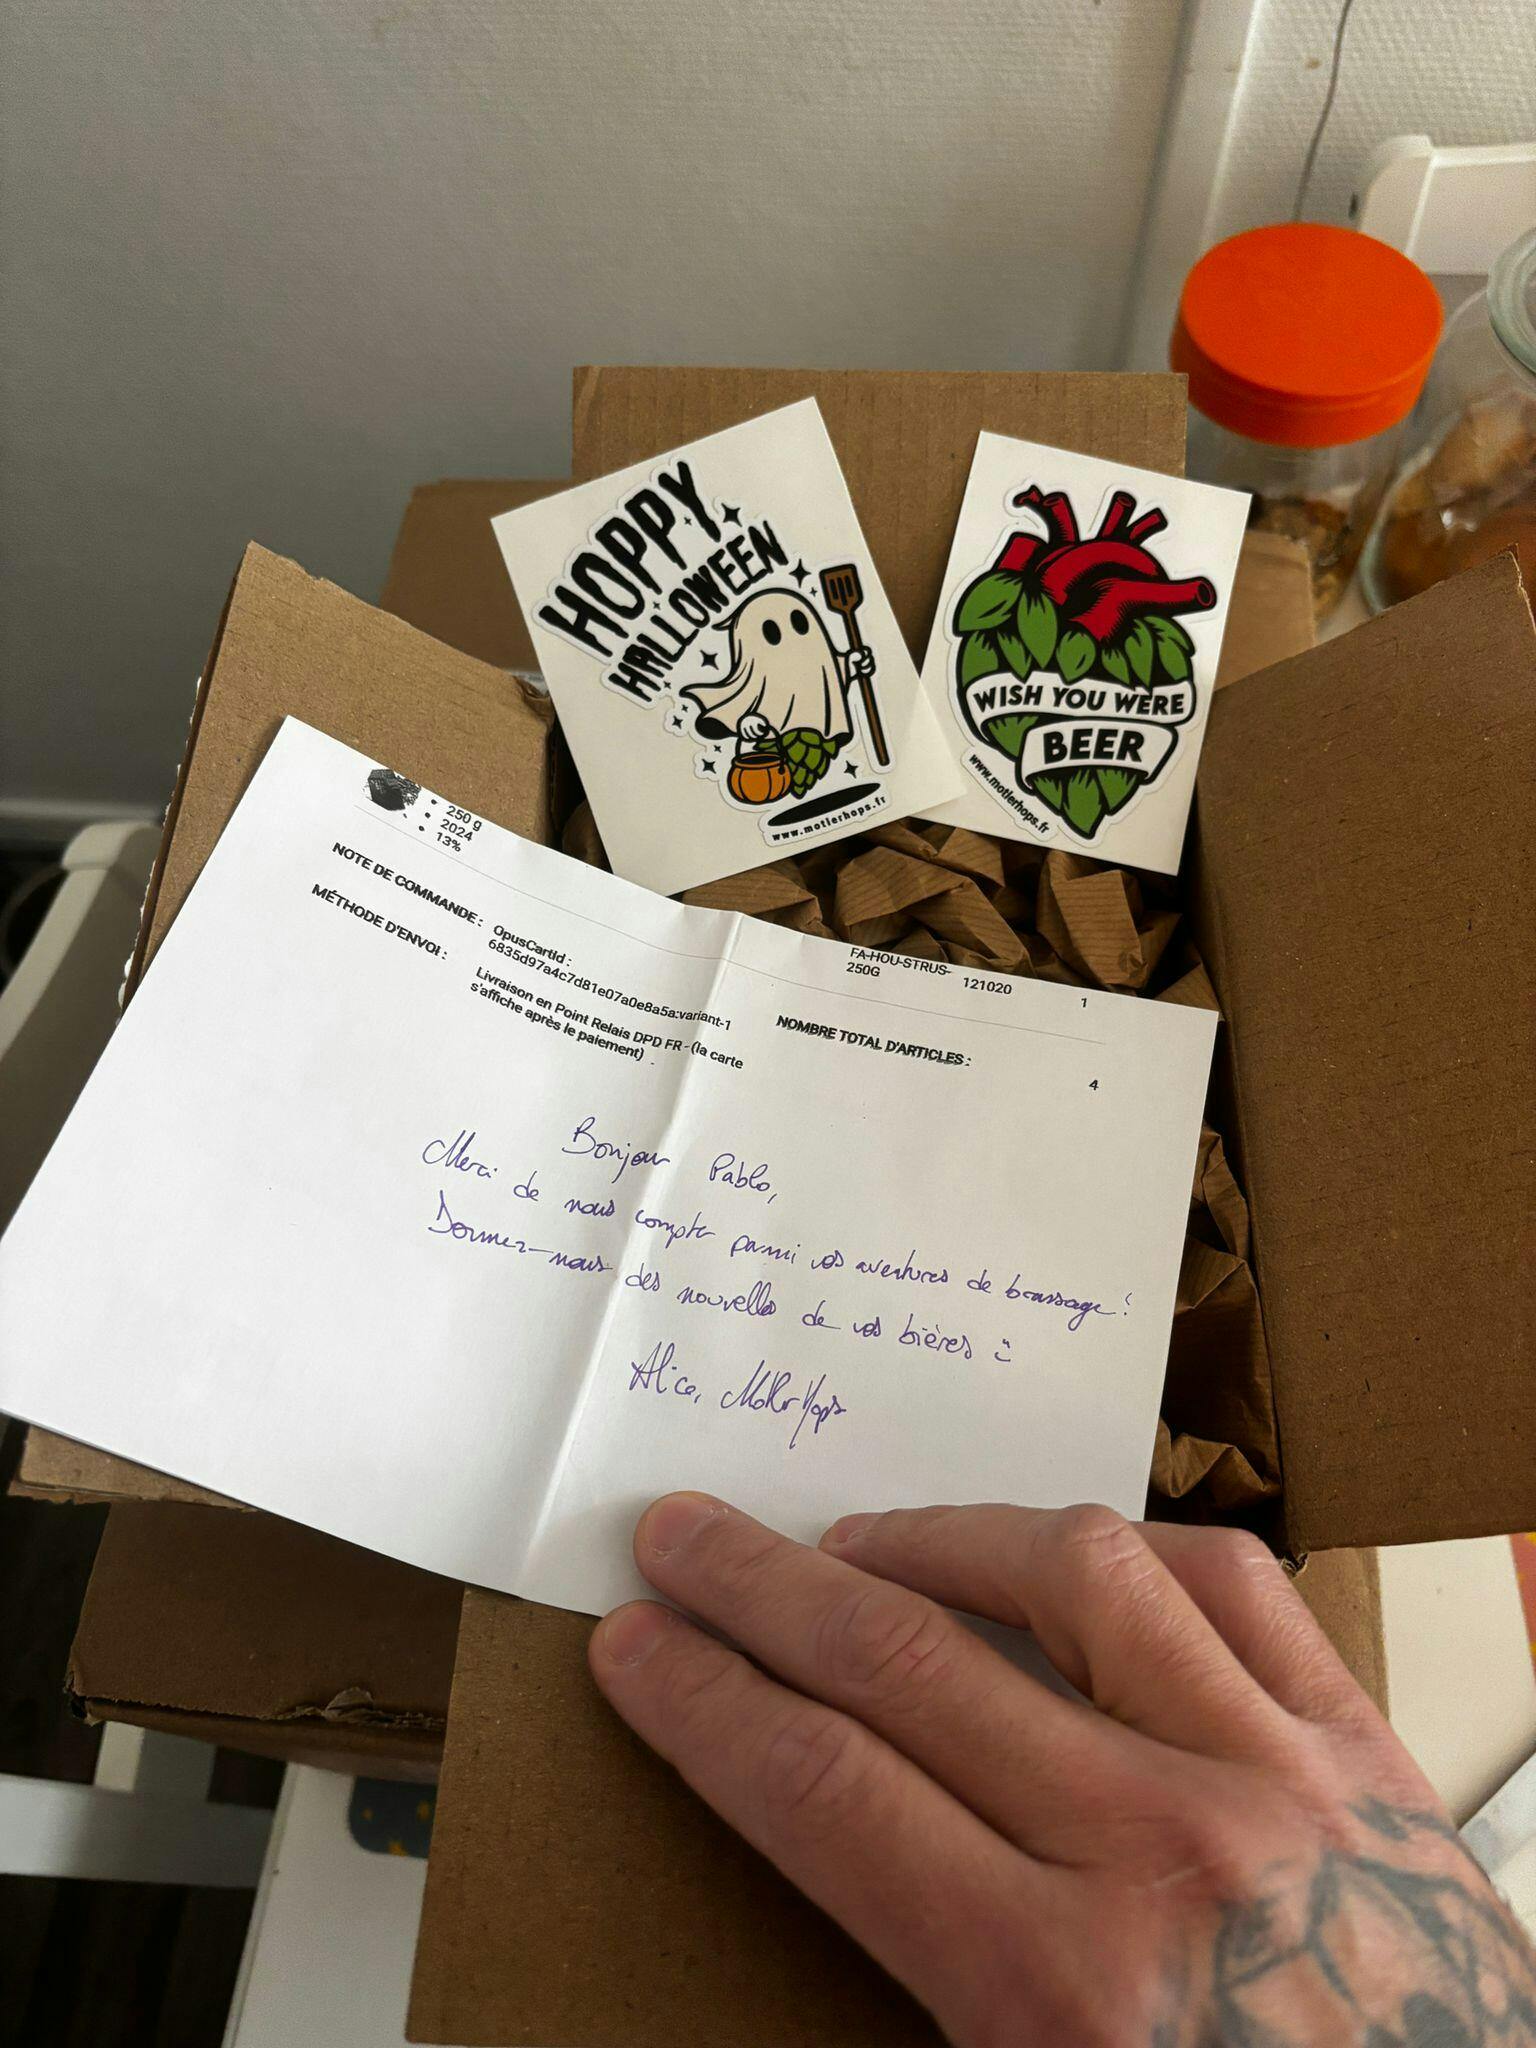 HOPPY
HALLOWEEN
www.motlerhops.fr
WISH YOU WERE
BEER
www.motlerhops.fr
• 250 g
• 2024
• 13%
FA-HOU-STRUS-
250G
121020
1
NOTE DE COMMANDE :
OpusCartId :
6835d97a4c7d81e07a0e8a5a:variant-1
NOMBRE TOTAL D'ARTICLES :
4
MÉTHODE D'ENVOI :
Livraison en Point Relais DPD FR - (la carte
s'affiche après le paiement)
Bonjour Pablo,
Merci de nous compter parmi vos aventures de brassage !
Donnez-nous des nouvelles de vos bières :)
Alice, MotlerHops